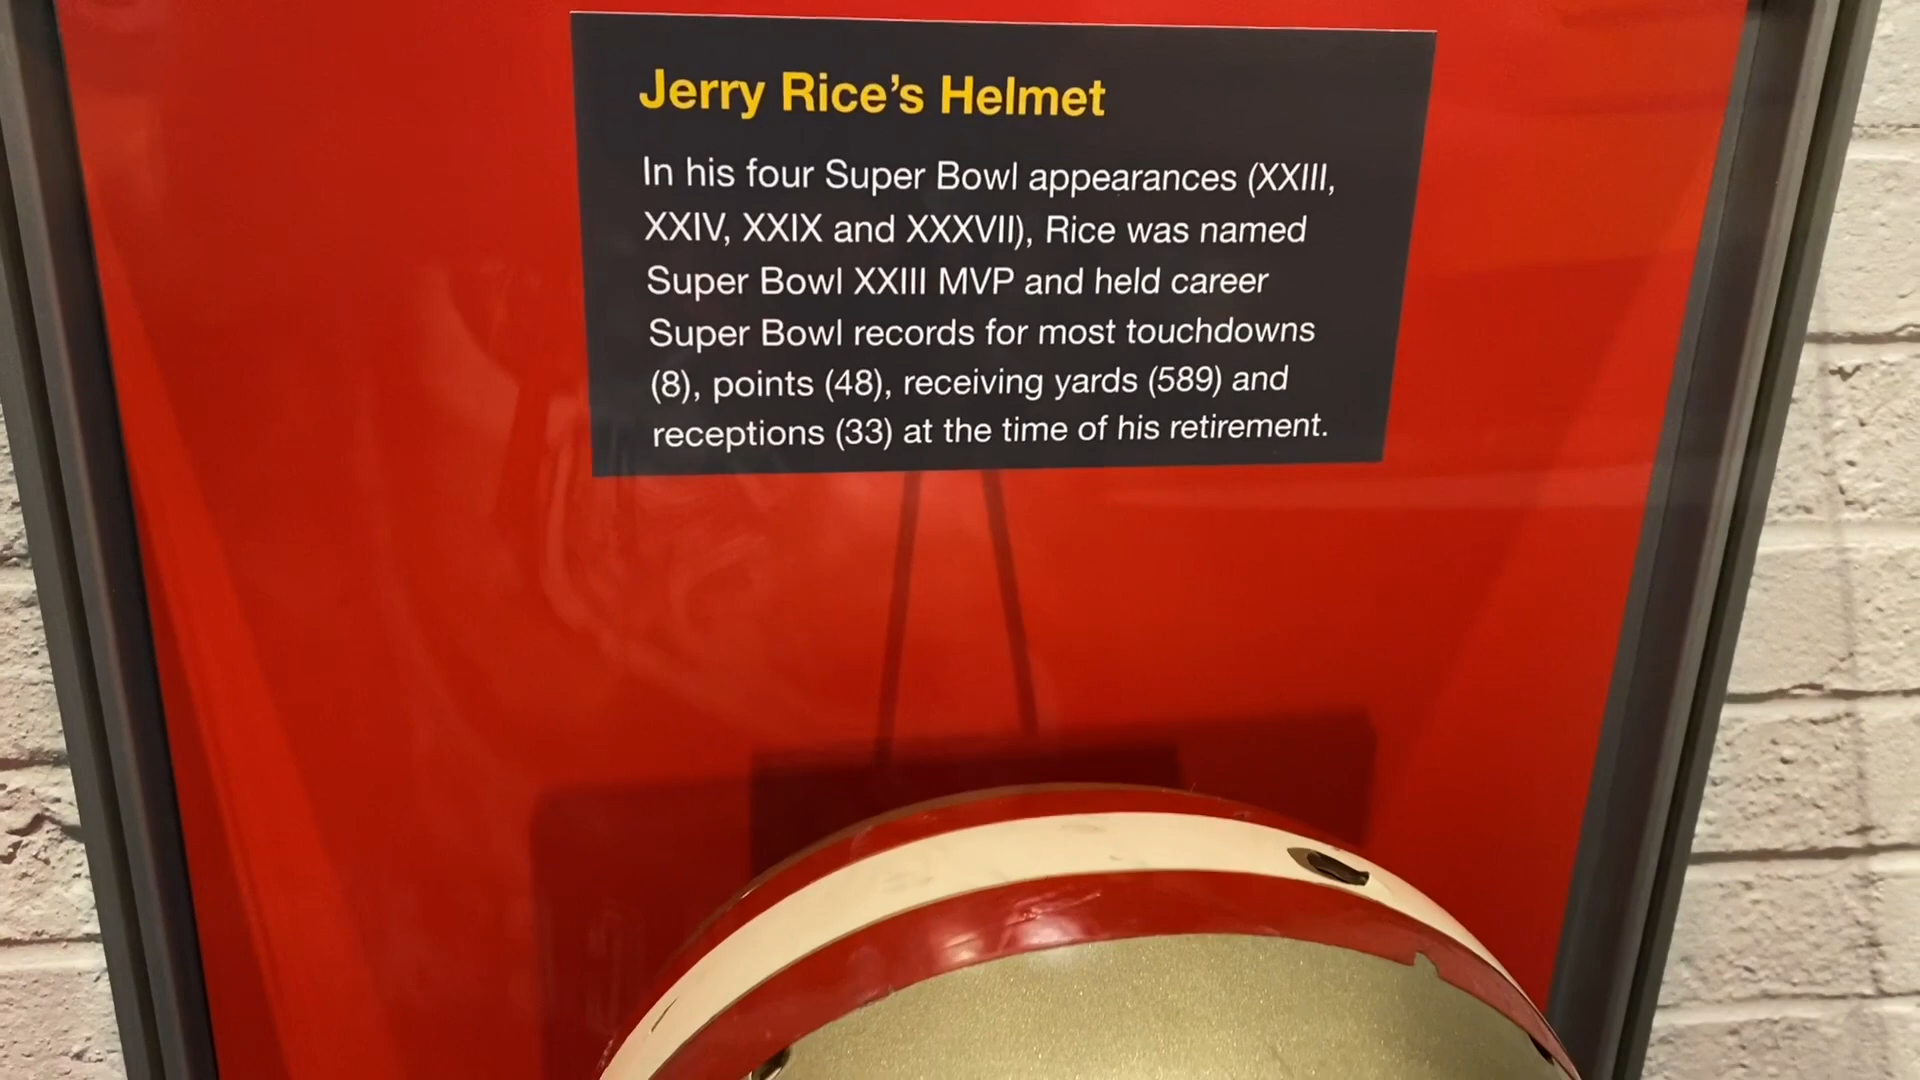 Jerry Rice’s Helmet
In his four Super Bowl appearances (XXIII,
XXIV, XXIX and XXXVII), Rice was named
Super Bowl XXIII MVP and held career
Super Bowl records for most touchdowns
(8), points (48), receiving yards (589) and
receptions (33) at the time of his retirement.